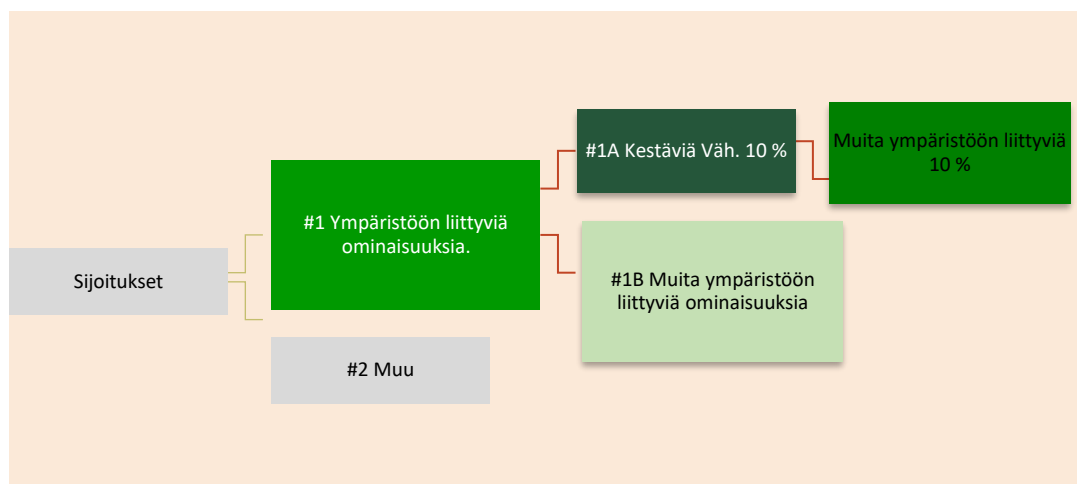 Sijoitukset
#1 Ympäristöön liittyviä
ominaisuuksia.
#2 Muu
#1A Kestäviä Väh. 10 %
#1B Muita ympäristöön
liittyviä ominaisuuksia
Muita ympäristöön liittyviä
10 %